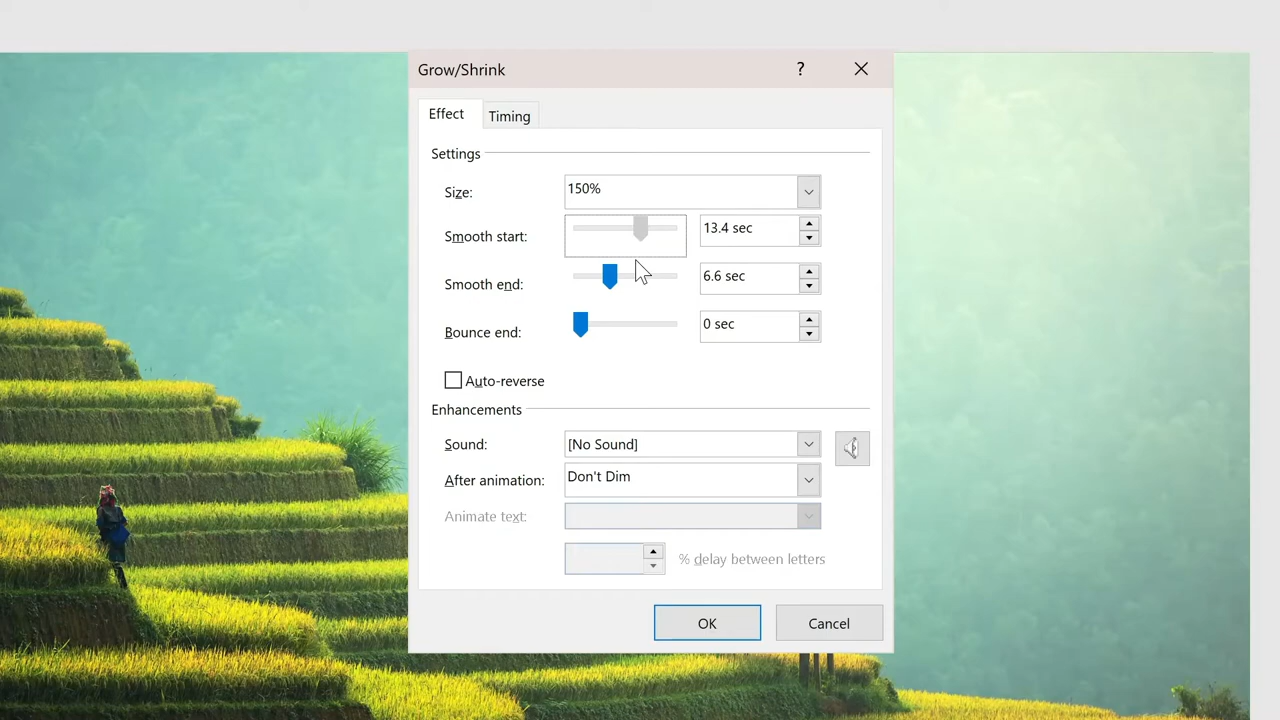 Grow/Shrink ?
Effect Timing
Settings
Size: 150%
Smooth start: 13.4 sec
Smooth end: 6.6 sec
Bounce end: 0 sec
Auto-reverse
Enhancements
Sound: [No Sound]
After animation: Don't Dim
Animate text:
% delay between letters
OK Cancel